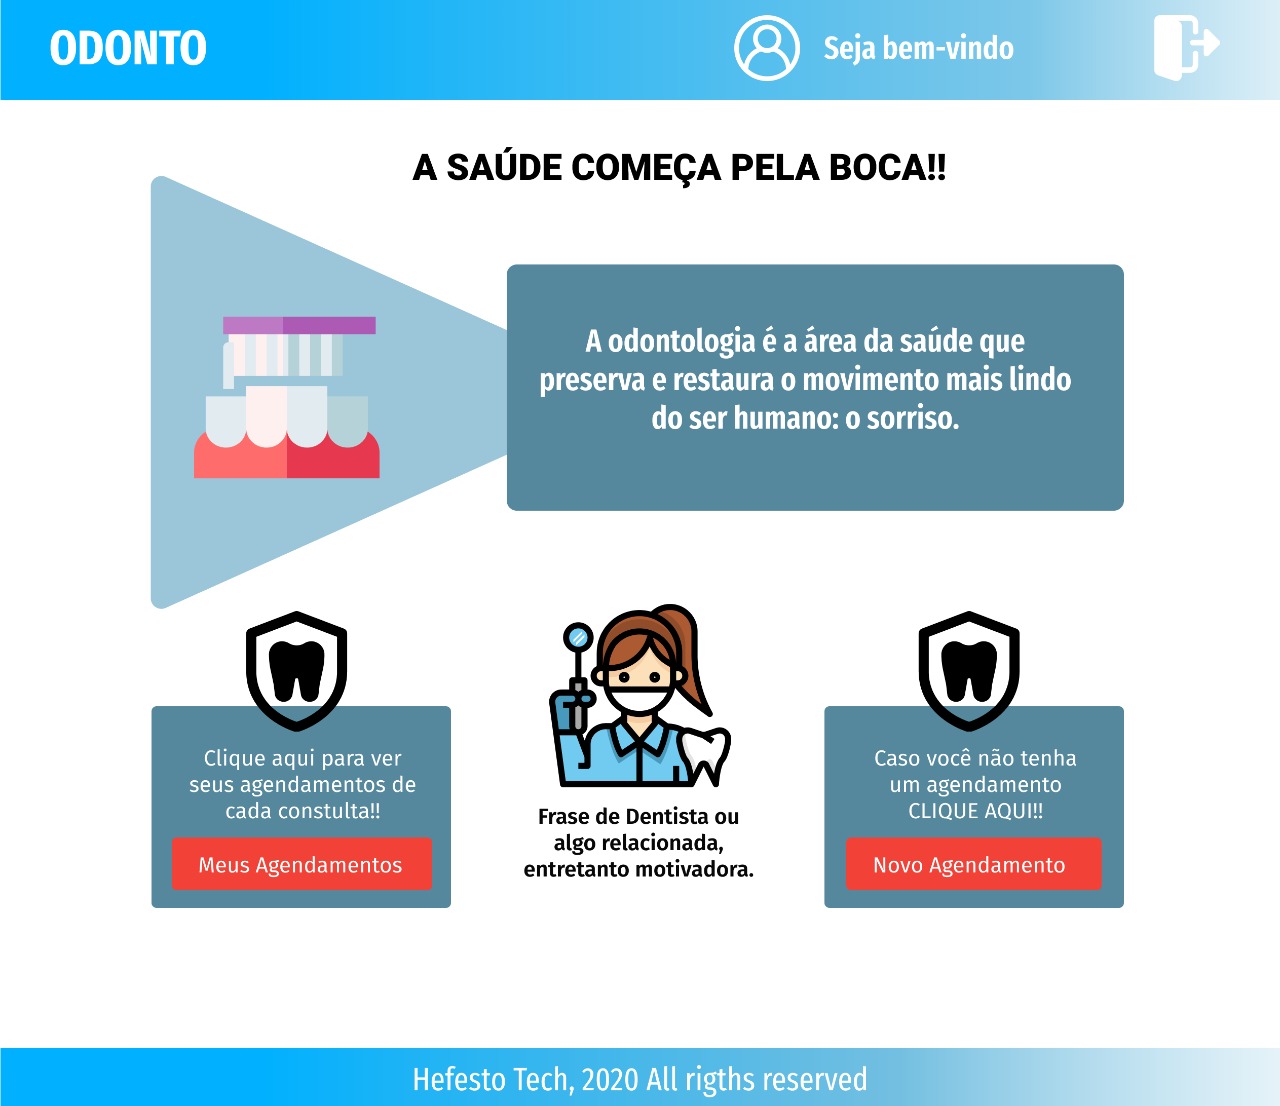 ODONTO
Seja bem-vindo
A SAÚDE COMEÇA PELA BOCA!!
A odontologia é a área da saúde que
preserva e restaura o movimento mais lindo
do ser humano: o sorriso.
Clique aqui para ver
seus agendamentos de
cada constulta!!
Meus Agendamentos
Frase de Dentista ou
algo relacionada,
entretanto motivadora.
Caso você não tenha
um agendamento
CLIQUE AQUI!!
Novo Agendamento
Hefesto Tech, 2020 All rigths reserved